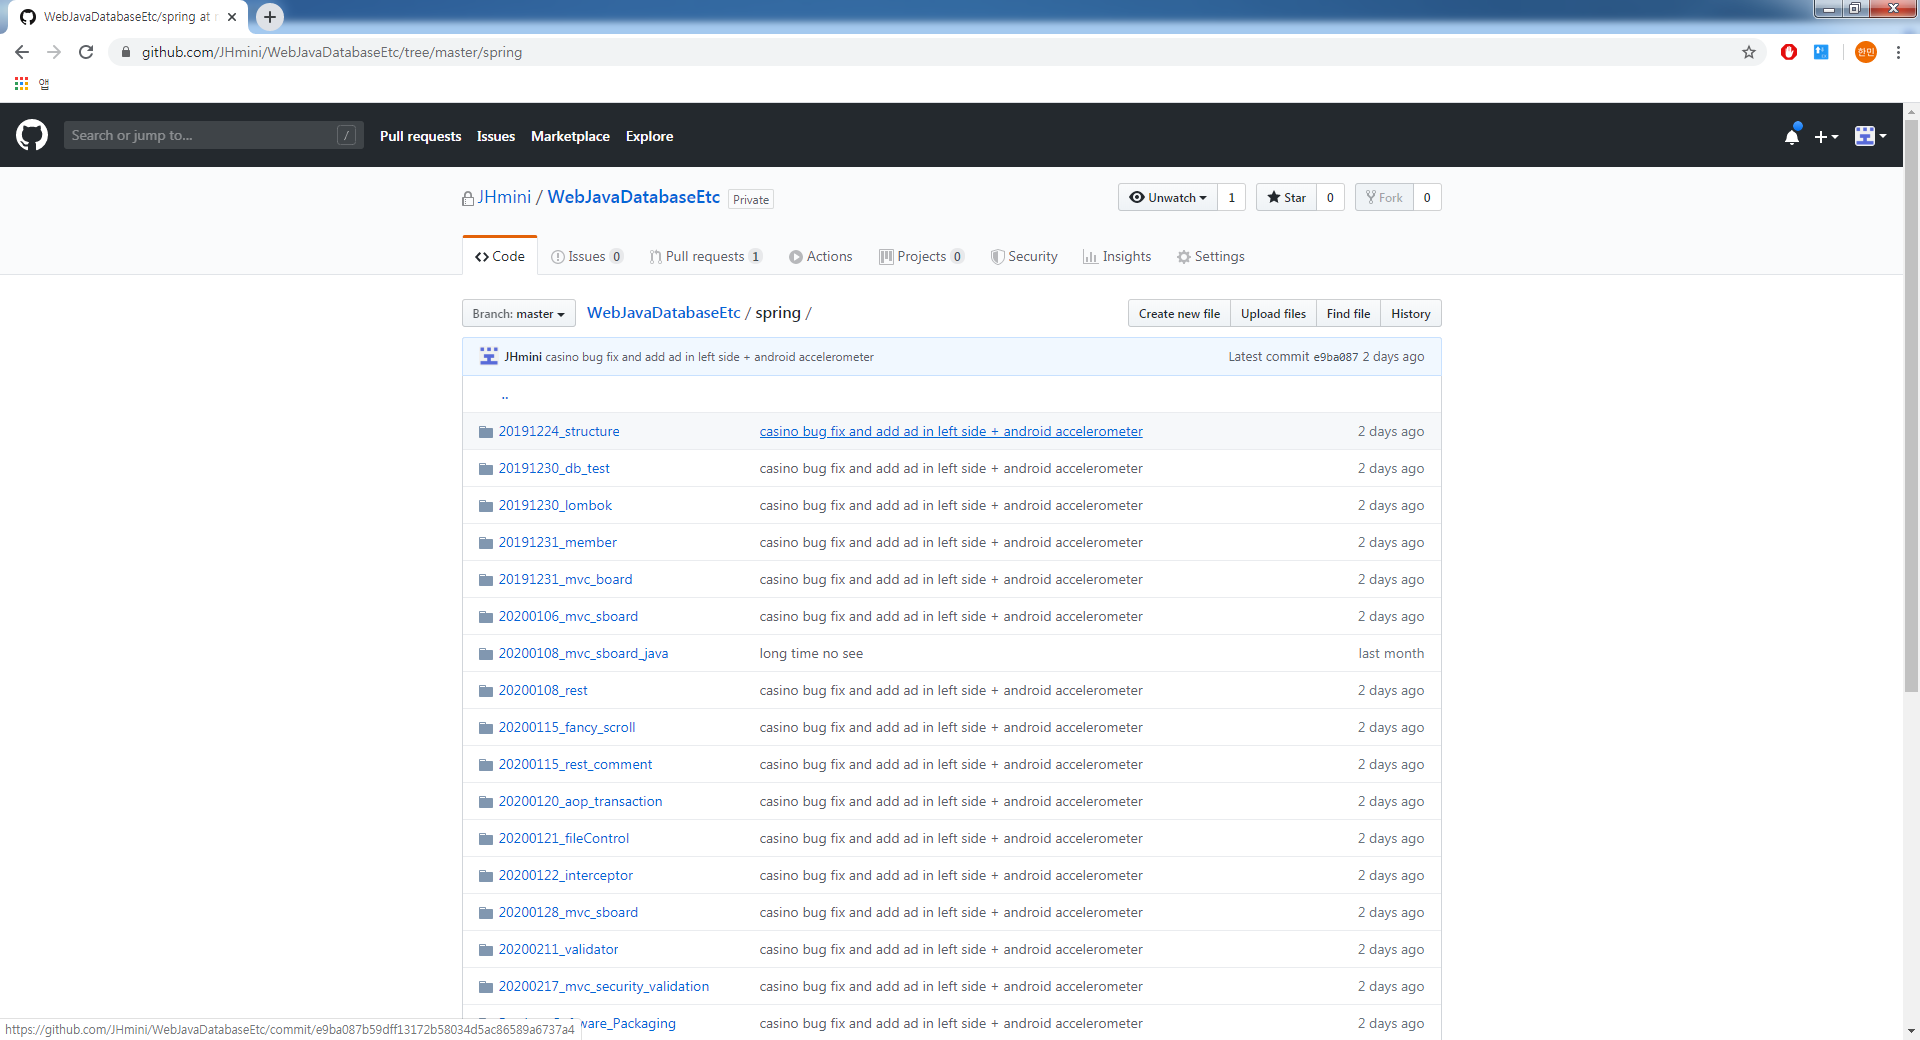 WebJavaDatabaseEtc/spring at
github.com/JHmini/WebJavaDatabaseEtc/tree/master/spring
한민
앱
Search or jump to... /
Pull requests Issues Marketplace Explore
JHmini / WebJavaDatabaseEtc Private
Unwatch 1 Star 0 Fork 0
Code Issues 0 Pull requests 1 Actions Projects 0 Security Insights Settings
Branch: master WebJavaDatabaseEtc / spring / Create new file Upload files Find file History
JHmini casino bug fix and add ad in left side + android accelerometer Latest commit e9ba087 2 days ago
..
20191224_structure casino bug fix and add ad in left side + android accelerometer 2 days ago
20191230_db_test casino bug fix and add ad in left side + android accelerometer 2 days ago
20191230_lombok casino bug fix and add ad in left side + android accelerometer 2 days ago
20191231_member casino bug fix and add ad in left side + android accelerometer 2 days ago
20191231_mvc_board casino bug fix and add ad in left side + android accelerometer 2 days ago
20200106_mvc_sboard casino bug fix and add ad in left side + android accelerometer 2 days ago
20200108_mvc_sboard_java long time no see last month
20200108_rest casino bug fix and add ad in left side + android accelerometer 2 days ago
20200115_fancy_scroll casino bug fix and add ad in left side + android accelerometer 2 days ago
20200115_rest_comment casino bug fix and add ad in left side + android accelerometer 2 days ago
20200120_aop_transaction casino bug fix and add ad in left side + android accelerometer 2 days ago
20200121_fileControl casino bug fix and add ad in left side + android accelerometer 2 days ago
20200122_interceptor casino bug fix and add ad in left side + android accelerometer 2 days ago
20200128_mvc_sboard casino bug fix and add ad in left side + android accelerometer 2 days ago
20200211_validator casino bug fix and add ad in left side + android accelerometer 2 days ago
20200217_mvc_security_validation casino bug fix and add ad in left side + android accelerometer 2 days ago
ware_Packaging casino bug fix and add ad in left side + android accelerometer 2 days ago
https://github.com/JHmini/WebJavaDatabaseEtc/commit/e9ba087b59dff13172b58034d5ac86589a6737a4